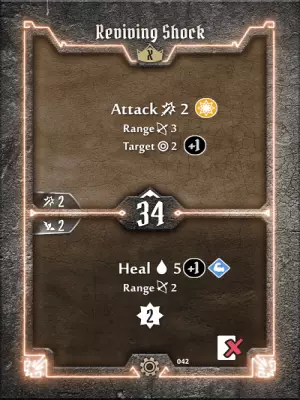 Reviving Shock
X
Attack 2
Range 3
Target 2 +1
2
34
2
Heal 5 +1
Range 2
2
042